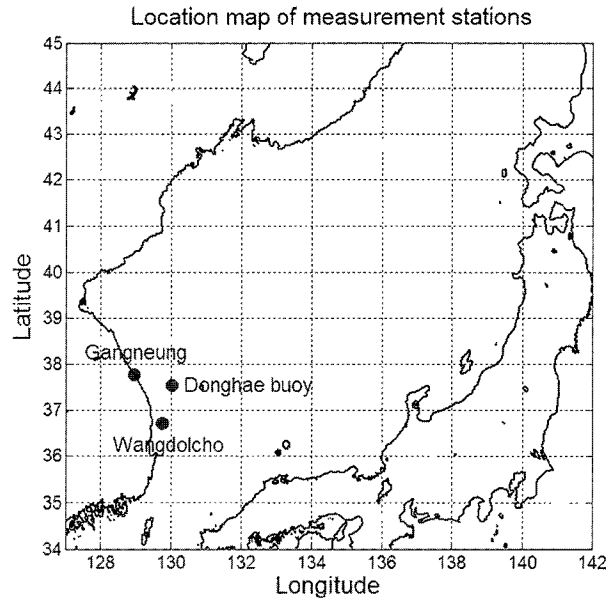 Location map of measurement stations
45
44
43
42
41
40
39
38
37
36
35
34
Latitude
Gangneung
Donghae buoy
Wangdolcho
128 130 132 134 136 138 140 142
Longitude